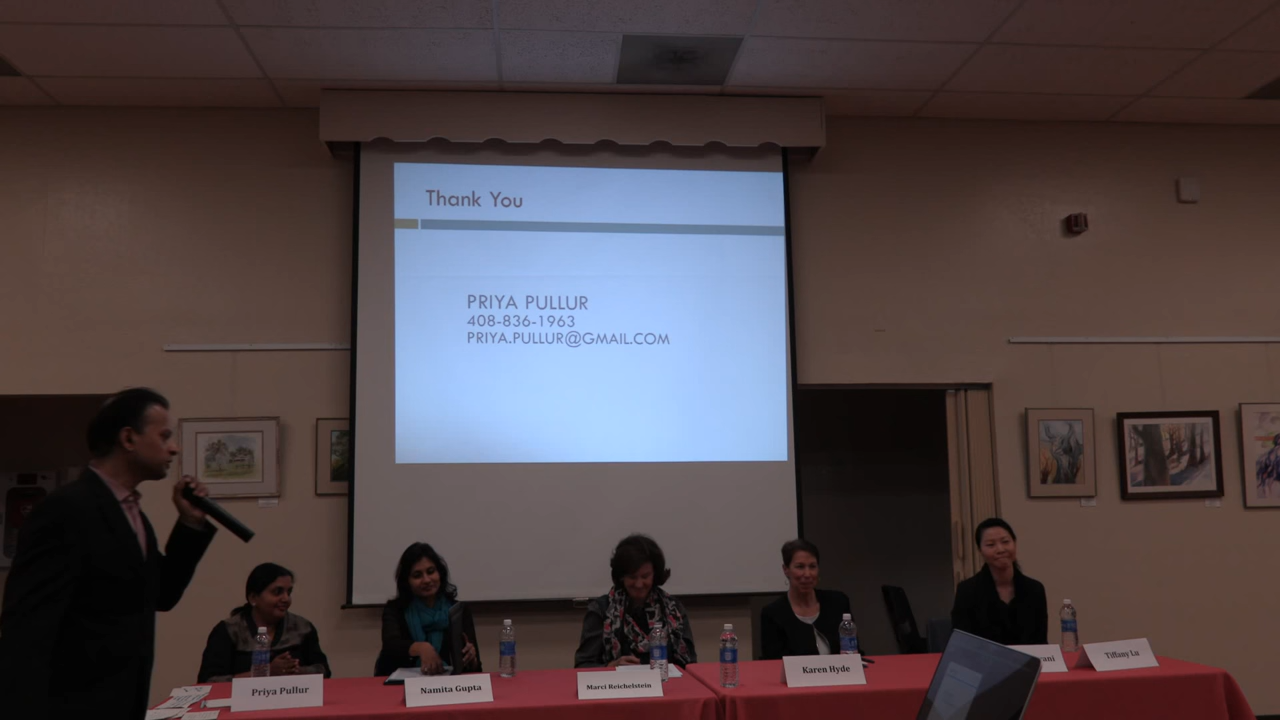 Thank You
PRIYA PULLUR
408-836-1963
PRIYA.PULLUR@GMAIL.COM
Priya Pullur
Namita Gupta
Marci Reichelstein
Karen Hyde
Tiffany Lu